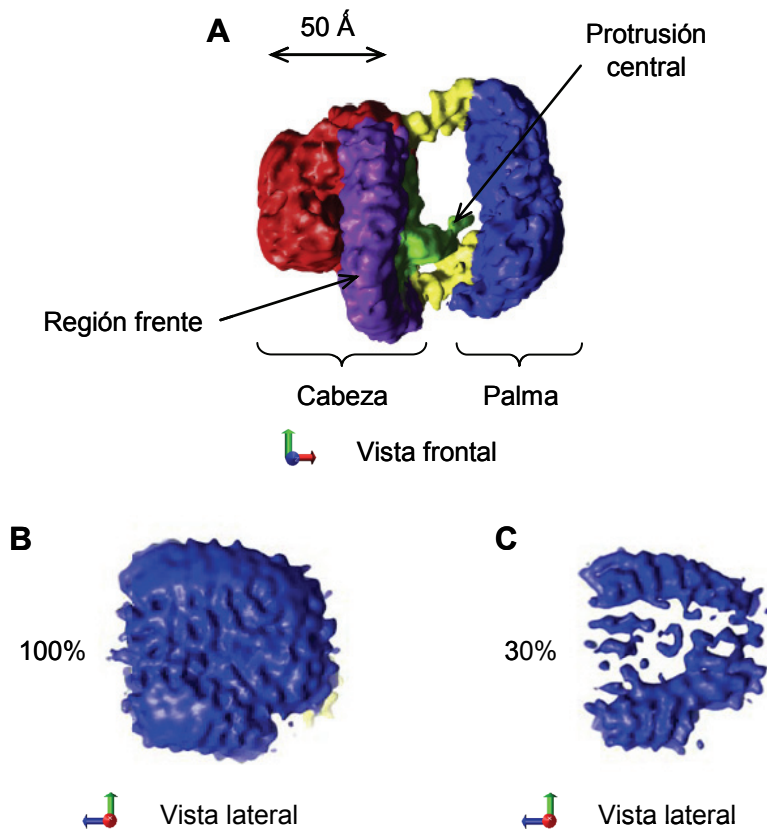 A
50 Å
Protrusión
central
Región frente
Cabeza
Palma
Vista frontal
B
C
100%
30%
Vista lateral
Vista lateral